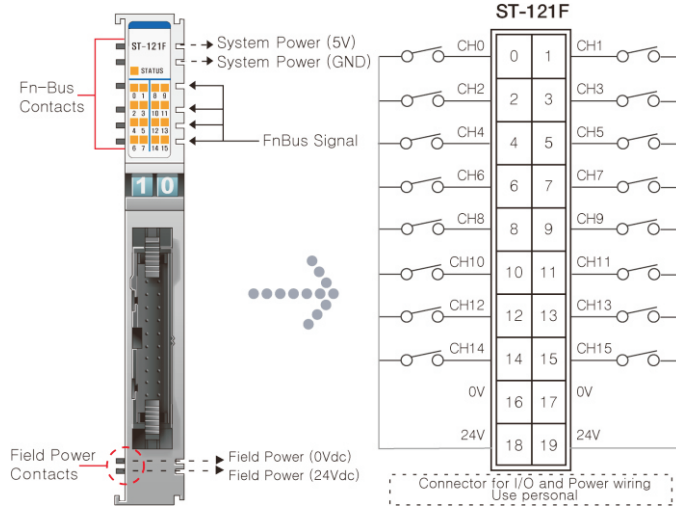 ST-121F
System Power (5V)
System Power (GND)
STATUS
0 1 8 9
2 3 10 11
4 5 12 13
6 7 14 15
Fn-Bus
Contacts
FnBus Signal
10
Field Power
Contacts
Field Power (0Vdc)
Field Power (24Vdc)
ST-121F
CH0 0 1 CH1
CH2 2 3 CH3
CH4 4 5 CH5
CH6 6 7 CH7
CH8 8 9 CH9
CH10 10 11 CH11
CH12 12 13 CH13
CH14 14 15 CH15
0V 16 17 0V
24V 18 19 24V
Connector for I/O and Power wiring
Use personal